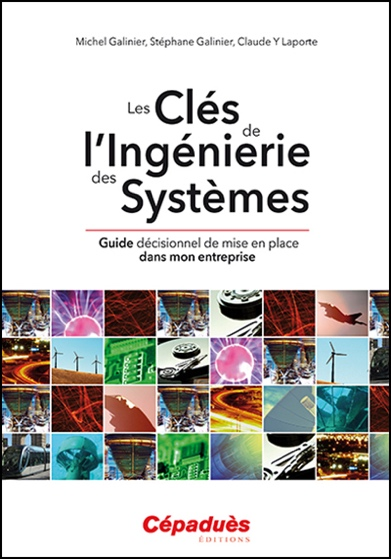 Michel Galinier, Stéphane Galinier, Claude Y Laporte
Les Clés de
l'Ingénierie
des Systèmes
Guide décisionnel de mise en place
dans mon entreprise
Cépaduès
ÉDITIONS